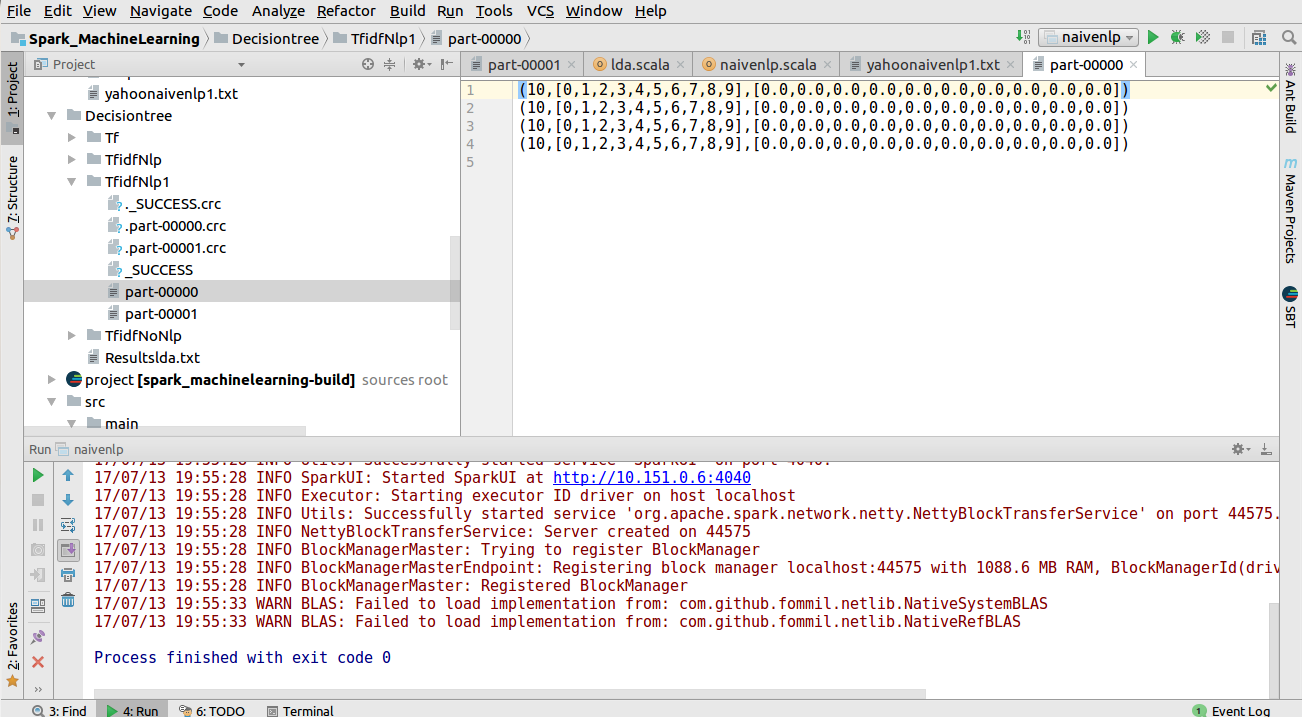 File Edit View Navigate Code Analyze Refactor Build Run Tools VCS Window Help
Spark_MachineLearning Decisiontree TfidfNlp1 part-00000 naivenlp
1: Project
7: Structure
2: Favorites
Project
part-00001 lda.scala naivenlp.scala yahoonaivenlp1.txt part-00000
yahoonaivenlp1.txt
Decisiontree
Tf
TfidfNlp
TfidfNlp1
._SUCCESS.crc
.part-00000.crc
.part-00001.crc
_SUCCESS
part-00000
part-00001
TfidfNoNlp
Resultslda.txt
project [spark_machinelearning-build] sources root
src
main
1 (10,[0,1,2,3,4,5,6,7,8,9],[0.0,0.0,0.0,0.0,0.0,0.0,0.0,0.0,0.0,0.0])
2 (10,[0,1,2,3,4,5,6,7,8,9],[0.0,0.0,0.0,0.0,0.0,0.0,0.0,0.0,0.0,0.0])
3 (10,[0,1,2,3,4,5,6,7,8,9],[0.0,0.0,0.0,0.0,0.0,0.0,0.0,0.0,0.0,0.0])
4 (10,[0,1,2,3,4,5,6,7,8,9],[0.0,0.0,0.0,0.0,0.0,0.0,0.0,0.0,0.0,0.0])
5
Ant Build
Maven Projects
SBT
Run naivenlp
17/07/13 19:55:28 INFO Utils: Successfully started service 'SparkUI' on port 4040.
17/07/13 19:55:28 INFO SparkUI: Started SparkUI at http://10.151.0.6:4040
17/07/13 19:55:28 INFO Executor: Starting executor ID driver on host localhost
17/07/13 19:55:28 INFO Utils: Successfully started service 'org.apache.spark.network.netty.NettyBlockTransferService' on port 44575.
17/07/13 19:55:28 INFO NettyBlockTransferService: Server created on 44575
17/07/13 19:55:28 INFO BlockManagerMaster: Trying to register BlockManager
17/07/13 19:55:28 INFO BlockManagerMasterEndpoint: Registering block manager localhost:44575 with 1088.6 MB RAM, BlockManagerId(driv
17/07/13 19:55:28 INFO BlockManagerMaster: Registered BlockManager
17/07/13 19:55:33 WARN BLAS: Failed to load implementation from: com.github.fommil.netlib.NativeSystemBLAS
17/07/13 19:55:33 WARN BLAS: Failed to load implementation from: com.github.fommil.netlib.NativeRefBLAS
Process finished with exit code 0
3: Find 4: Run 6: TODO Terminal 1 Event Log